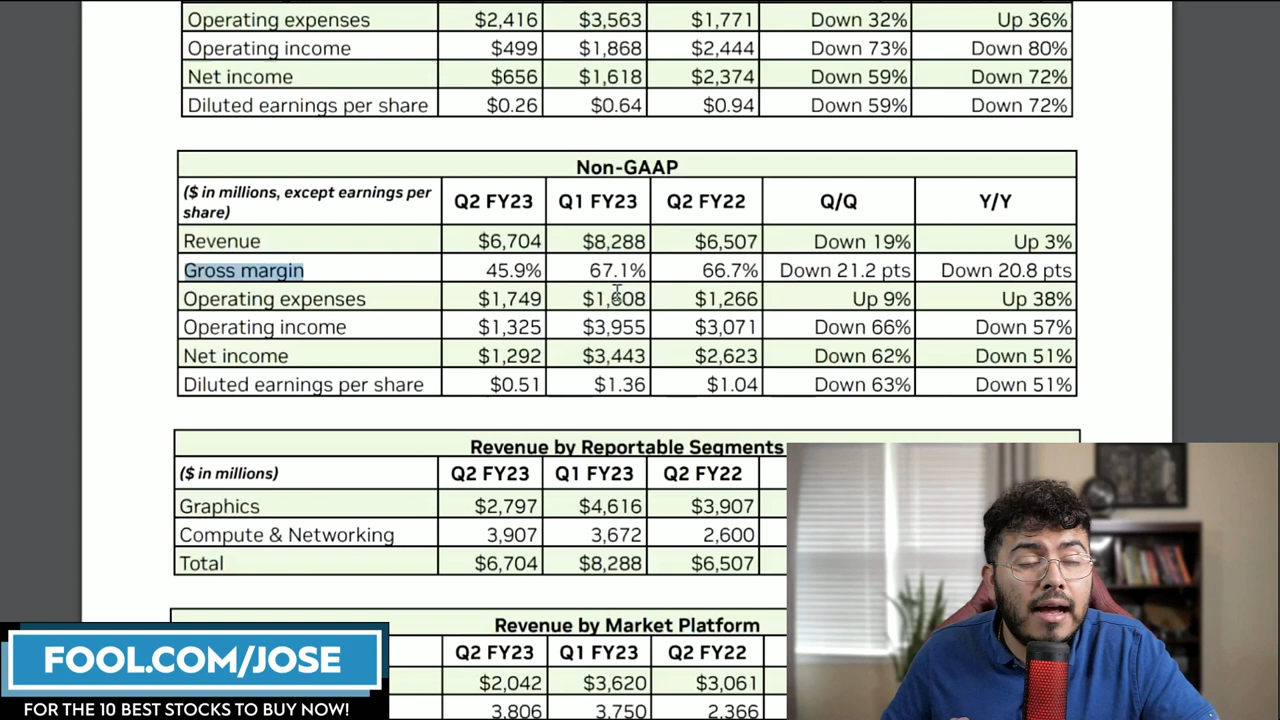 Operating expenses $2,416 $3,563 $1,771 Down 32% Up 36%
Operating income $499 $1,868 $2,444 Down 73% Down 80%
Net income $656 $1,618 $2,374 Down 59% Down 72%
Diluted earnings per share $0.26 $0.64 $0.94 Down 59% Down 72%
Non-GAAP
($ in millions, except earnings per
share) Q2 FY23 Q1 FY23 Q2 FY22 Q/Q Y/Y
Revenue $6,704 $8,288 $6,507 Down 19% Up 3%
Gross margin 45.9% 67.1% 66.7% Down 21.2 pts Down 20.8 pts
Operating expenses $1,749 $1,608 $1,266 Up 9% Up 38%
Operating income $1,325 $3,955 $3,071 Down 66% Down 57%
Net income $1,292 $3,443 $2,623 Down 62% Down 51%
Diluted earnings per share $0.51 $1.36 $1.04 Down 63% Down 51%
Revenue by Reportable Segments
($ in millions) Q2 FY23 Q1 FY23 Q2 FY22
Graphics $2,797 $4,616 $3,907
Compute & Networking 3,907 3,672 2,600
Total $6,704 $8,288 $6,507
Revenue by Market Platform
Q2 FY23 Q1 FY23 Q2 FY22
$2,042 $3,620 $3,061
3,806 3,750 2,366
FOOL.COM/JOSE
FOR THE 10 BEST STOCKS TO BUY NOW!